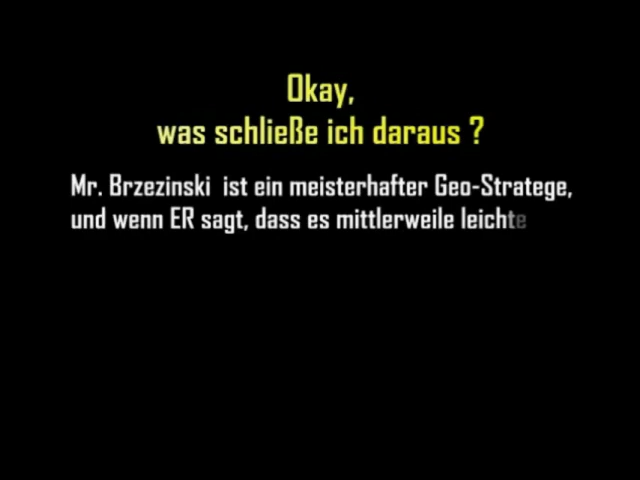 Okay,
was schließe ich daraus ?
Mr. Brzezinski ist ein meisterhafter Geo-Stratege,
und wenn ER sagt, dass es mittlerweile leichte